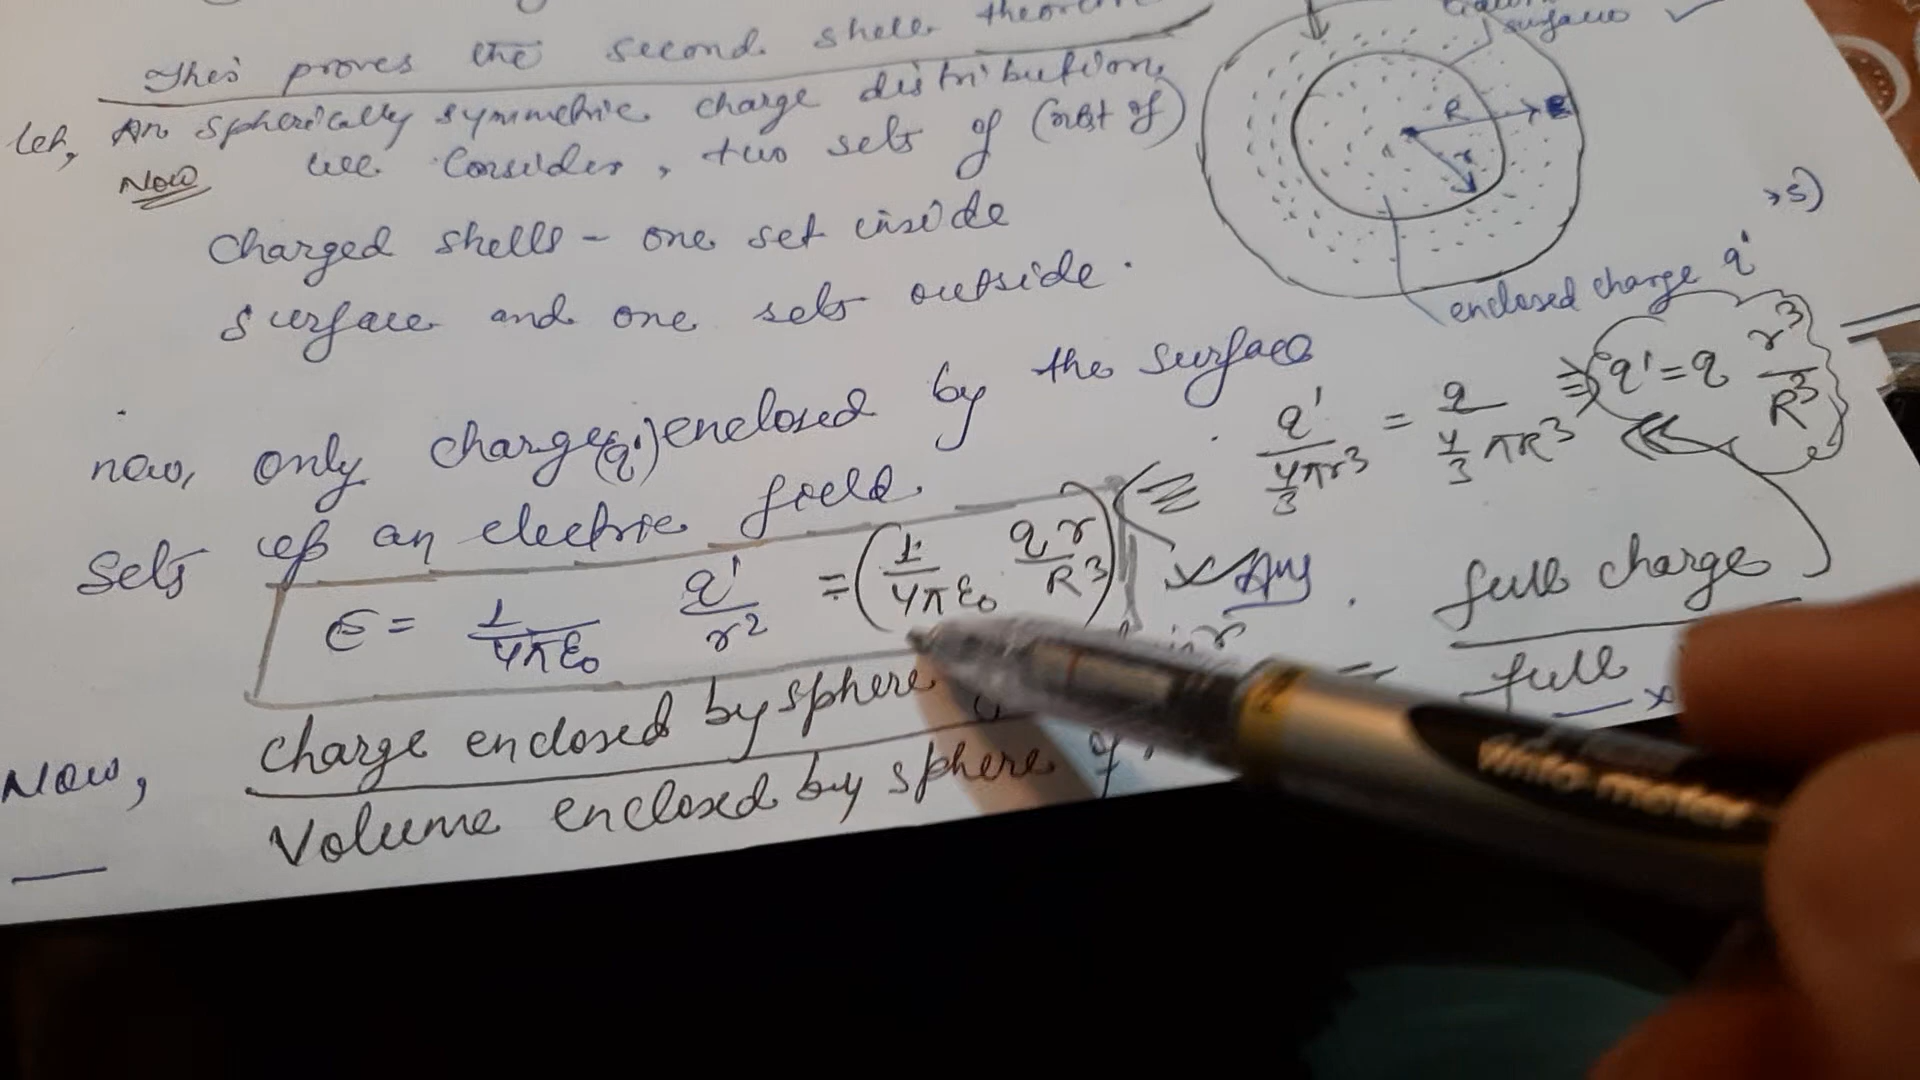 This proves the second shell theorem
Let, An spherically symmetric charge distribution,
Now we consider, two sets of (nest of)
charged shells - one set inside
surface and one sets outside.
surface
R
r
enclosed charge q'
now, only charge (q') enclosed by the surface
sets up an electric field.
q'/(4/3 πr³) = q/(4/3 πR³) ⇒ q' = q r³/R³
E = 1/4πε₀ q'/r² = (1/4πε₀ qr/R³) Ans
Now, charge enclosed by sphere
Volume enclosed by sphere of
r
= full charge
full